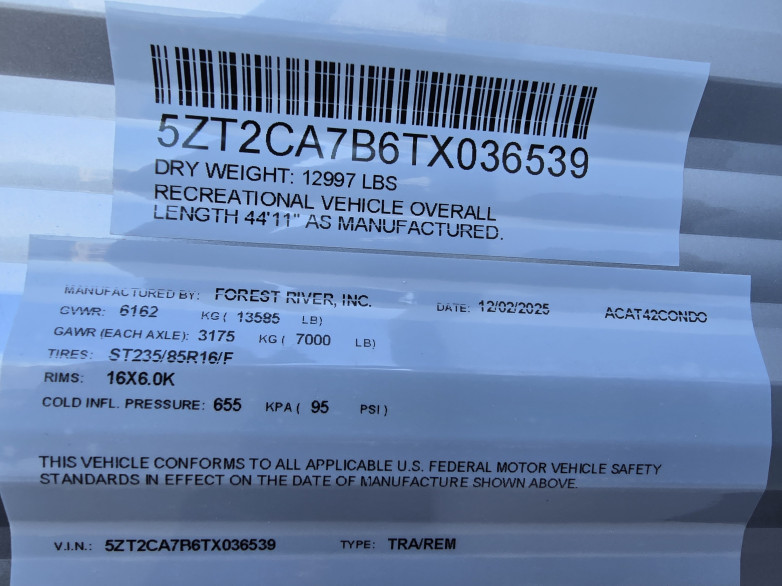 5ZT2CA7B6TX036539
DRY WEIGHT: 12997 LBS
RECREATIONAL VEHICLE OVERALL
LENGTH 44'11" AS MANUFACTURED.
MANUFACTURED BY: FOREST RIVER, INC. DATE: 12/02/2025 ACAT42CONDO
GVWR: 6162 KG ( 13585 LB)
GAWR (EACH AXLE): 3175 KG ( 7000 LB)
TIRES: ST235/85R16/F
RIMS: 16X6.0K
COLD INFL. PRESSURE: 655 KPA ( 95 PSI )
THIS VEHICLE CONFORMS TO ALL APPLICABLE U.S. FEDERAL MOTOR VEHICLE SAFETY
STANDARDS IN EFFECT ON THE DATE OF MANUFACTURE SHOWN ABOVE.
V.I.N.: 5ZT2CA7B6TX036539 TYPE: TRA/REM